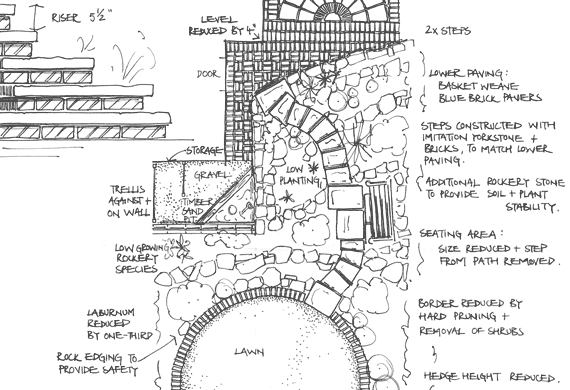 RISER 5½"
LEVEL
REDUCED BY 4"
2X STEPS
DOOR
LOWER PAVING:
BASKET WEAVE
BLUE BRICK PAVERS
STEPS CONSTRUCTED WITH
IMITATION YORKSTONE +
BRICKS, TO MATCH LOWER
PAVING.
STORAGE
GRAVEL
TRELLIS
AGAINST +
ON WALL
TIMBER
SAND
PIT
LOW
PLANTING
ADDITIONAL ROCKERY STONE
TO PROVIDE SOIL + PLANT
STABILITY.
LOW GROWING
ROCKERY
SPECIES
SEATING AREA:
SIZE REDUCED + STEP
FROM PATH REMOVED.
LABURNUM
REDUCED
BY ONE-THIRD
BORDER REDUCED BY
HARD PRUNING +
REMOVAL OF SHRUBS
ROCK EDGING TO
PROVIDE SAFETY
LAWN
HEDGE HEIGHT REDUCED.